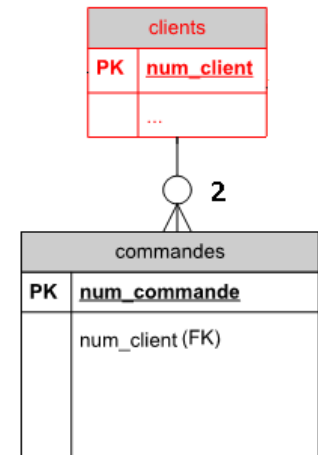 clients
PK num_client
...
2
commandes
PK num_commande
num_client (FK)